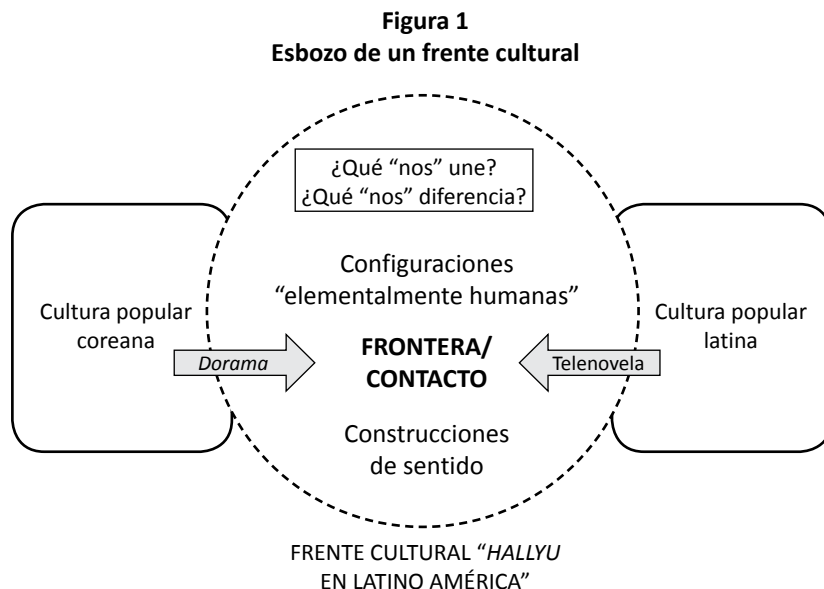 Figura 1
Esbozo de un frente cultural
¿Qué “nos” une?
¿Qué “nos” diferencia?
Configuraciones
“elementalmente humanas”
Cultura popular
coreana
Cultura popular
latina
Dorama
FRONTERA/
CONTACTO
Telenovela
Construcciones
de sentido
FRENTE CULTURAL “HALLYU
EN LATINO AMÉRICA”